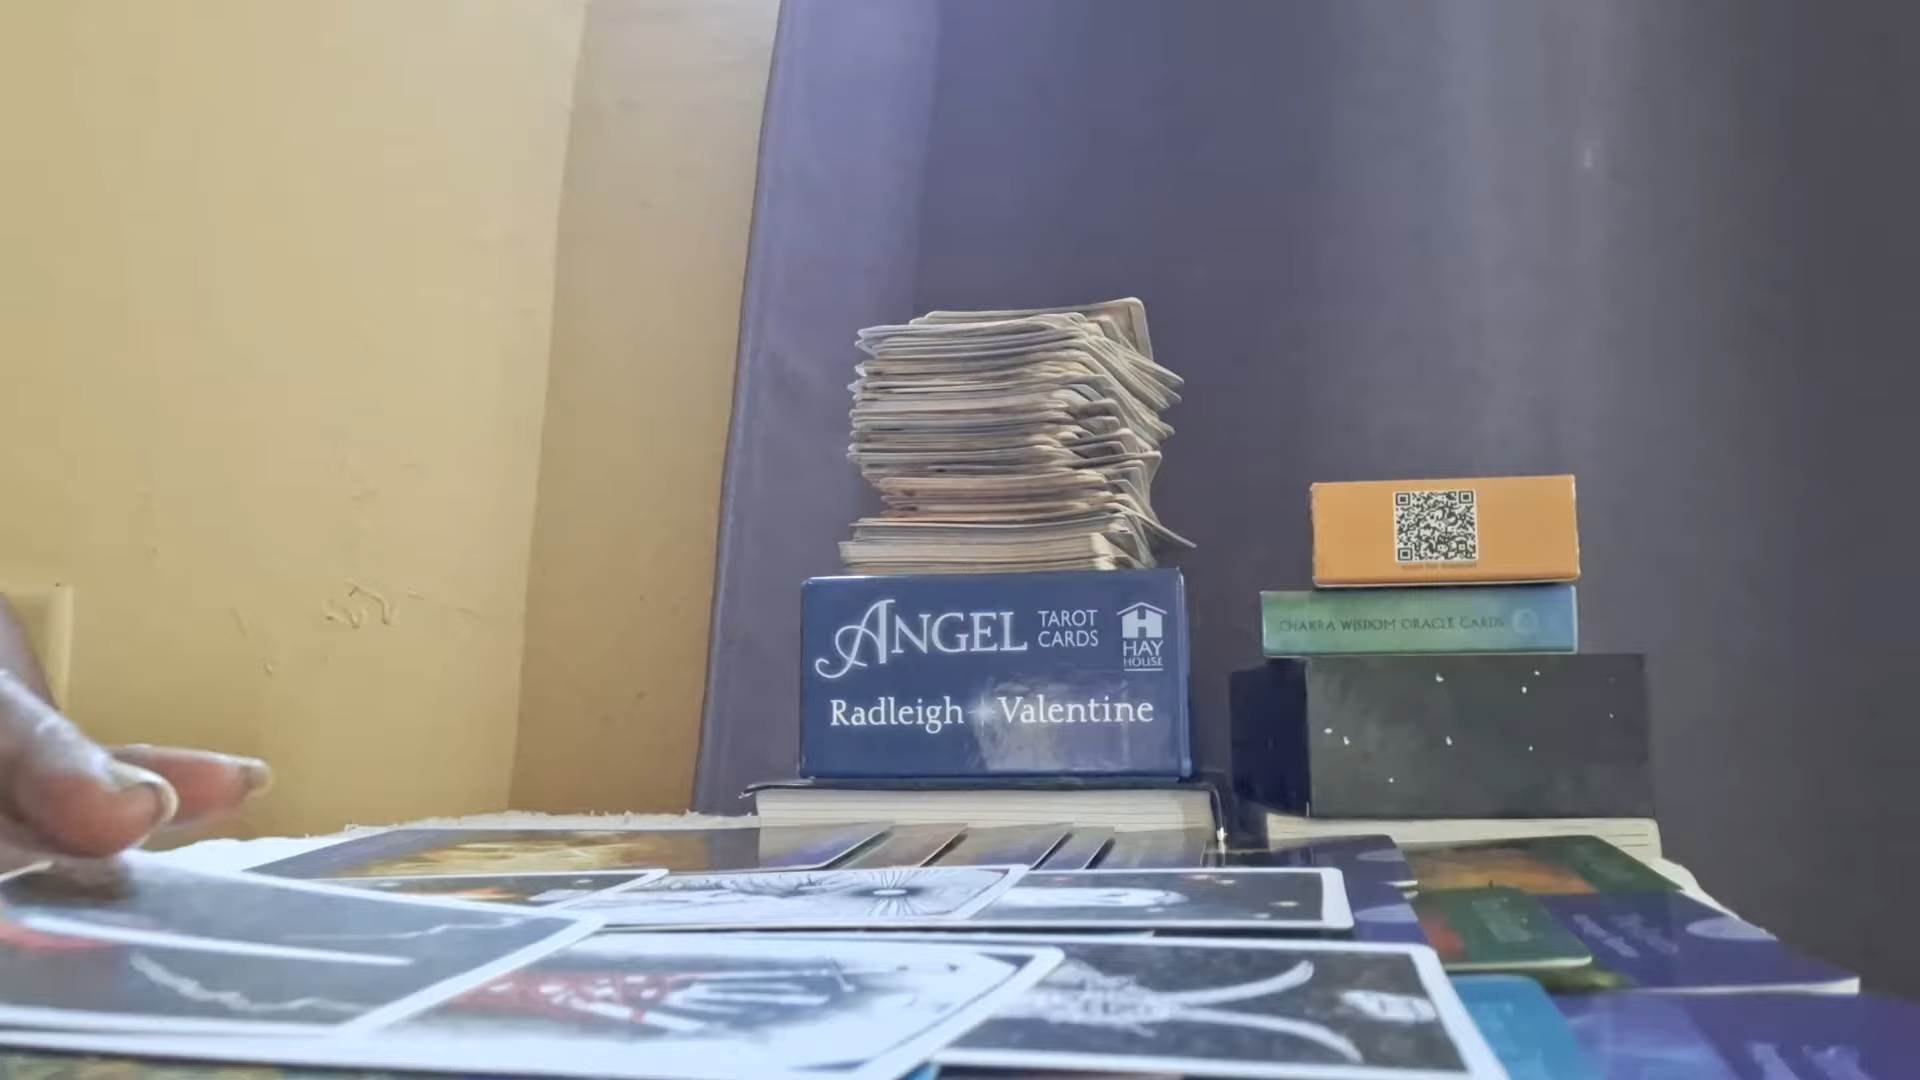 ANGEL TAROT CARDS
HAY HOUSE
Radleigh Valentine
CHAKRA WISDOM ORACLE CARDS